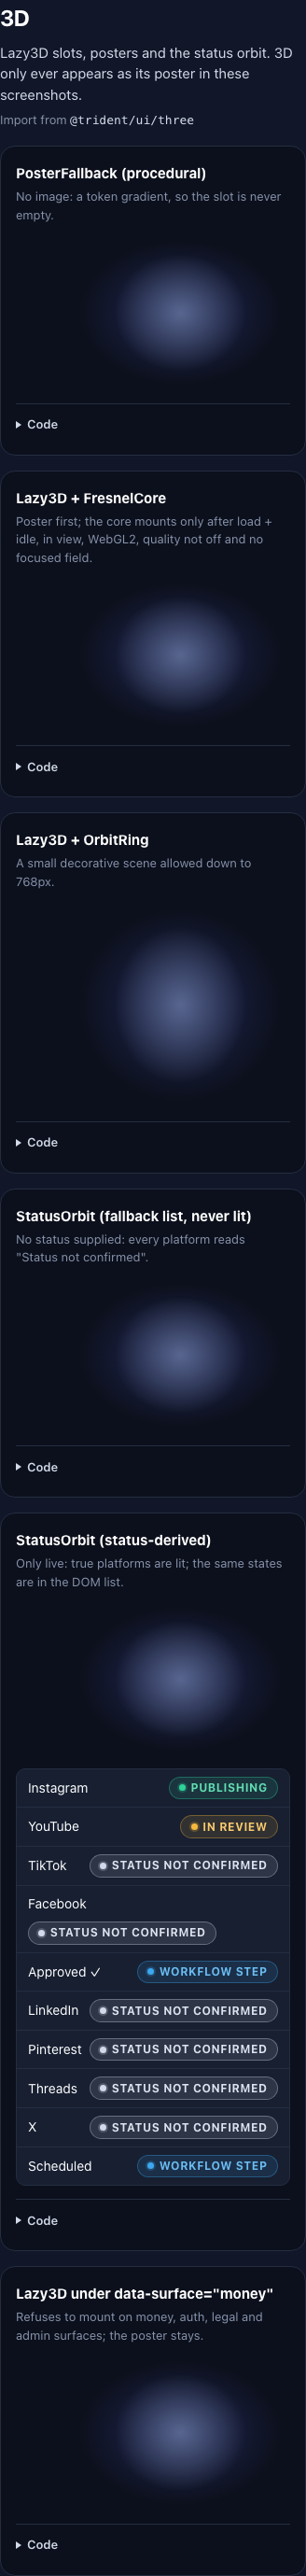 3D
Lazy3D slots, posters and the status orbit. 3D
only ever appears as its poster in these
screenshots.
Import from @trident/ui/three
PosterFallback (procedural)
No image: a token gradient, so the slot is never
empty.
Code
Lazy3D + FresnelCore
Poster first; the core mounts only after load +
idle, in view, WebGL2, quality not off and no
focused field.
Code
Lazy3D + OrbitRing
A small decorative scene allowed down to
768px.
Code
StatusOrbit (fallback list, never lit)
No status supplied: every platform reads
"Status not confirmed".
Code
StatusOrbit (status-derived)
Only live: true platforms are lit; the same states
are in the DOM list.
Instagram PUBLISHING
YouTube IN REVIEW
TikTok STATUS NOT CONFIRMED
Facebook
STATUS NOT CONFIRMED
Approved ✓ WORKFLOW STEP
LinkedIn STATUS NOT CONFIRMED
Pinterest STATUS NOT CONFIRMED
Threads STATUS NOT CONFIRMED
X STATUS NOT CONFIRMED
Scheduled WORKFLOW STEP
Code
Lazy3D under data-surface="money"
Refuses to mount on money, auth, legal and
admin surfaces; the poster stays.
Code